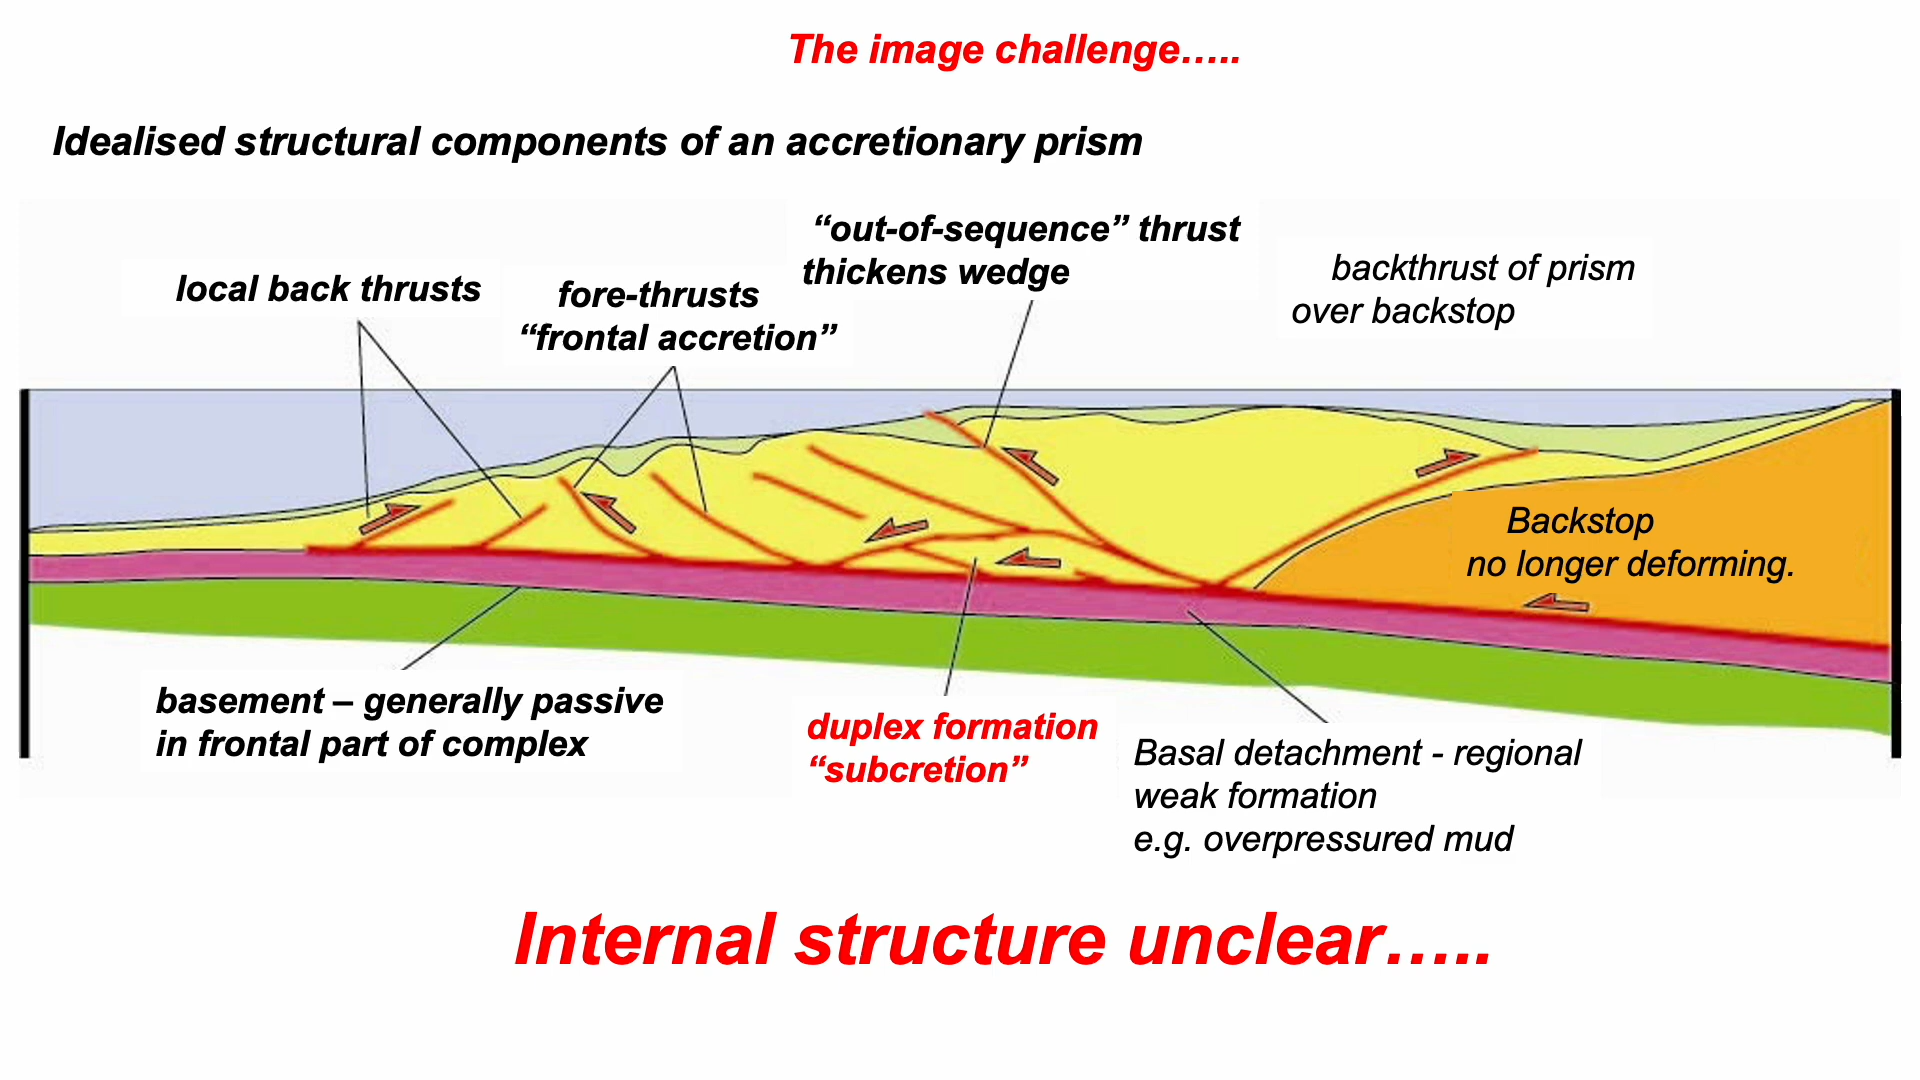 The image challenge…..
Idealised structural components of an accretionary prism
“out-of-sequence” thrust
thickens wedge
backthrust of prism
over backstop
local back thrusts
fore-thrusts
“frontal accretion”
Backstop
no longer deforming.
basement – generally passive
in frontal part of complex
duplex formation
“subcretion”
Basal detachment - regional
weak formation
e.g. overpressured mud
Internal structure unclear…..